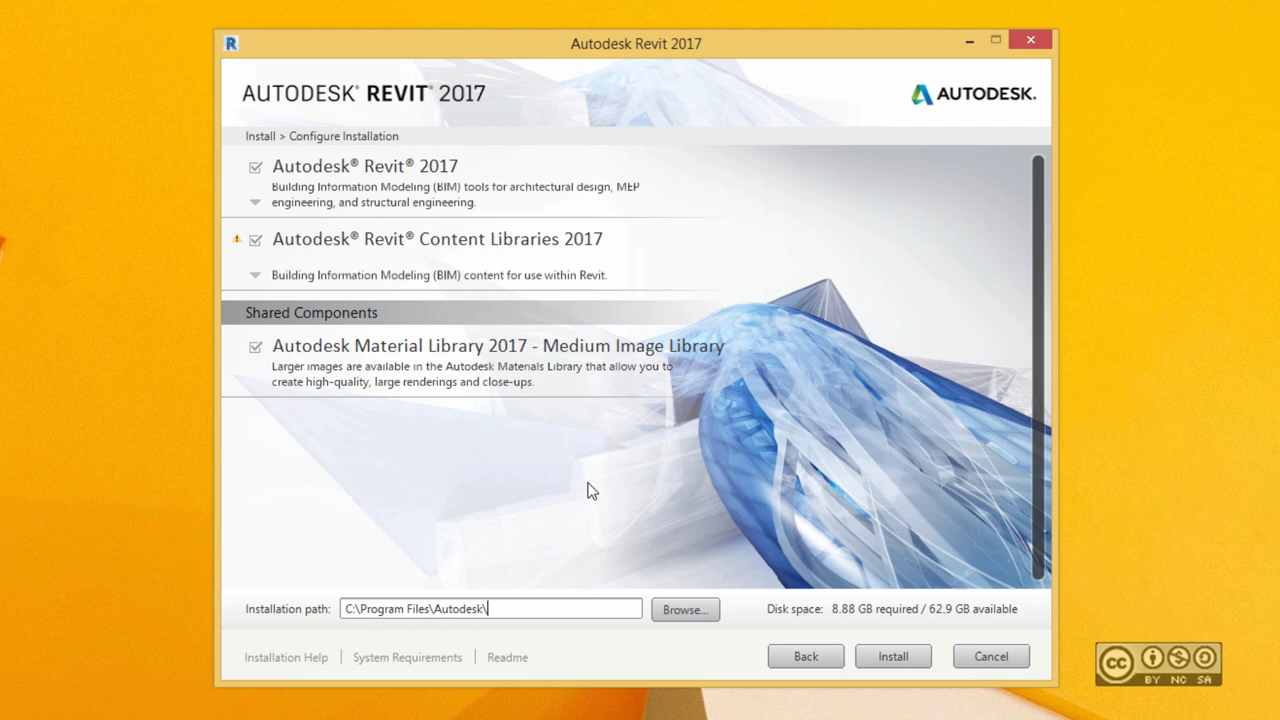 Autodesk Revit 2017
AUTODESK® REVIT® 2017
AUTODESK.
Install > Configure Installation
Autodesk® Revit® 2017
Building Information Modeling (BIM) tools for architectural design, MEP
engineering, and structural engineering.
Autodesk® Revit® Content Libraries 2017
Building Information Modeling (BIM) content for use within Revit.
Shared Components
Autodesk Material Library 2017 - Medium Image Library
Larger images are available in the Autodesk Materials Library that allow you to
create high-quality, large renderings and close-ups.
Installation path: C:\Program Files\Autodesk\ Browse... Disk space: 8.88 GB required / 62.9 GB available
Installation Help System Requirements Readme Back Install Cancel
cc
BY NC SA